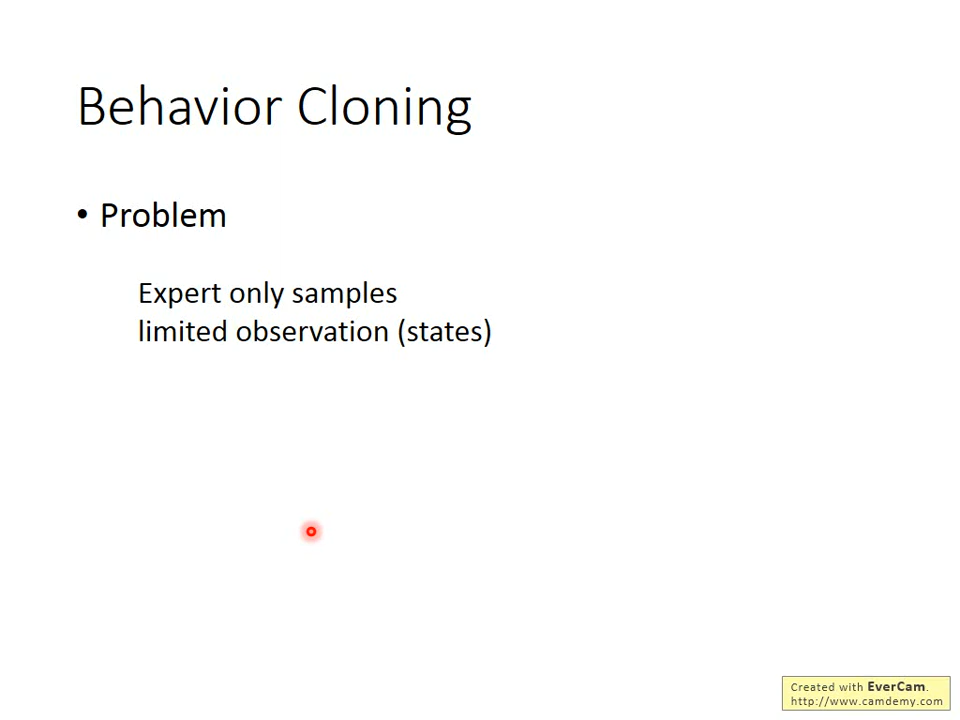 Behavior Cloning
• Problem
Expert only samples
limited observation (states)
Created with EverCam.
http://www.camdemy.com